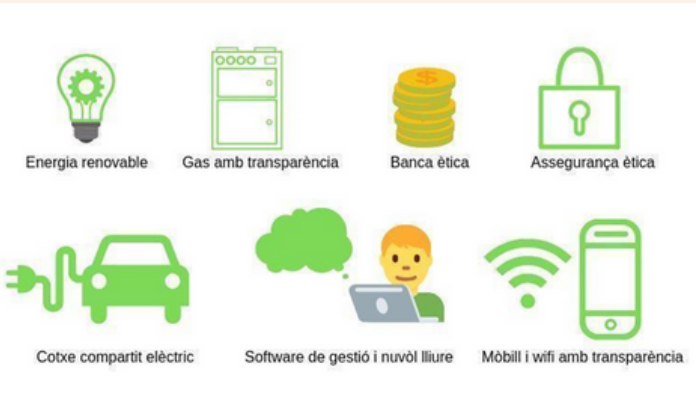 Energia renovable
Gas amb transparència
Banca ètica
Assegurança ètica
Cotxe compartit elèctric
Software de gestió i nuvòl lliure
Mòbill i wifi amb transparència